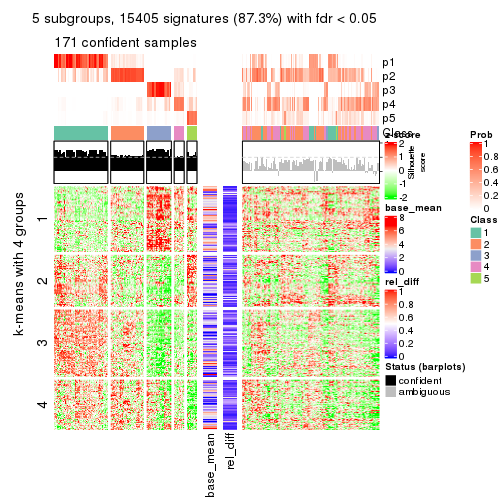 5 subgroups, 15405 signatures (87.3%) with fdr < 0.05
171 confident samples
p1
p2
p3
p4
p5
Class
k-means with 4 groups
1
2
3
4
base_mean
rel_diff
z-score
2
1
0
-1
-2
Silhouette
score
base_mean
8
6
4
2
0
rel_diff
1
0.8
0.6
0.4
0.2
0
Status (barplots)
confident
ambiguous
Prob
1
0.8
0.6
0.4
0.2
0
Class
1
2
3
4
5